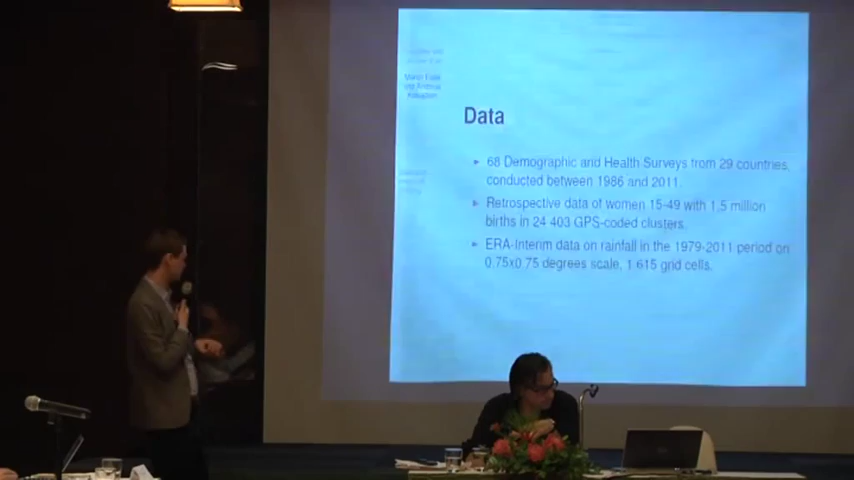 Data
► 68 Demographic and Health Surveys from 29 countries,
conducted between 1986 and 2011.
► Retrospective data of women 15-49 with 1.5 million
births in 24 403 GPS-coded clusters.
► ERA-Interim data on rainfall in the 1979-2011 period on
0.75x0.75 degrees scale, 1 615 grid cells.